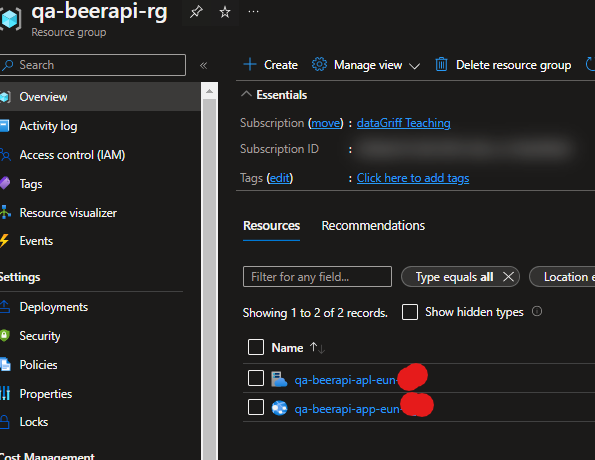 qa-beerapi-rg
Resource group
Search
«
Overview
Activity log
Access control (IAM)
Tags
Resource visualizer
Events
Settings
Deployments
Security
Policies
Properties
Locks
Cost Management
+ Create
Manage view
Delete resource group
Essentials
Subscription (move) : dataGriff Teaching
Subscription ID :
Tags (edit) : Click here to add tags
Resources Recommendations
Filter for any field...
Type equals all
Location
Showing 1 to 2 of 2 records.
Show hidden types
Name ↑↓
qa-beerapi-apl-eun-
qa-beerapi-app-eun-